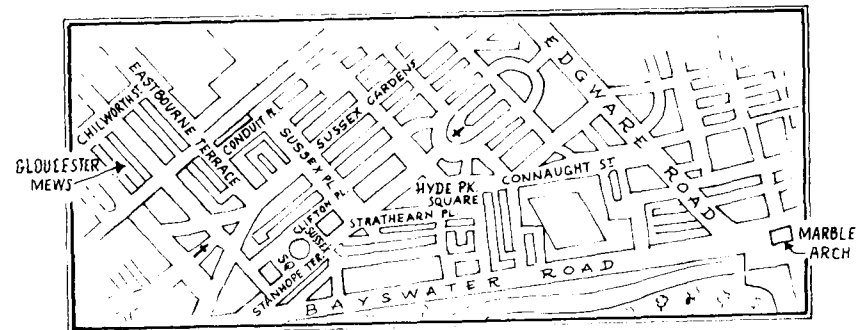 EDGWARE ROAD
EASTBOURNE TERRACE
CHILWORTH ST.
CONDUIT PL.
SUSSEX GARDENS
SUSSEX PL.
GLOUCESTER
MEWS
HYDE PK.
SQUARE
CONNAUGHT ST.
CLIFTON PL.
STRATHEARN PL.
SUSSEX
SQ
STANHOPE TER.
BAYSWATER ROAD
MARBLE
ARCH